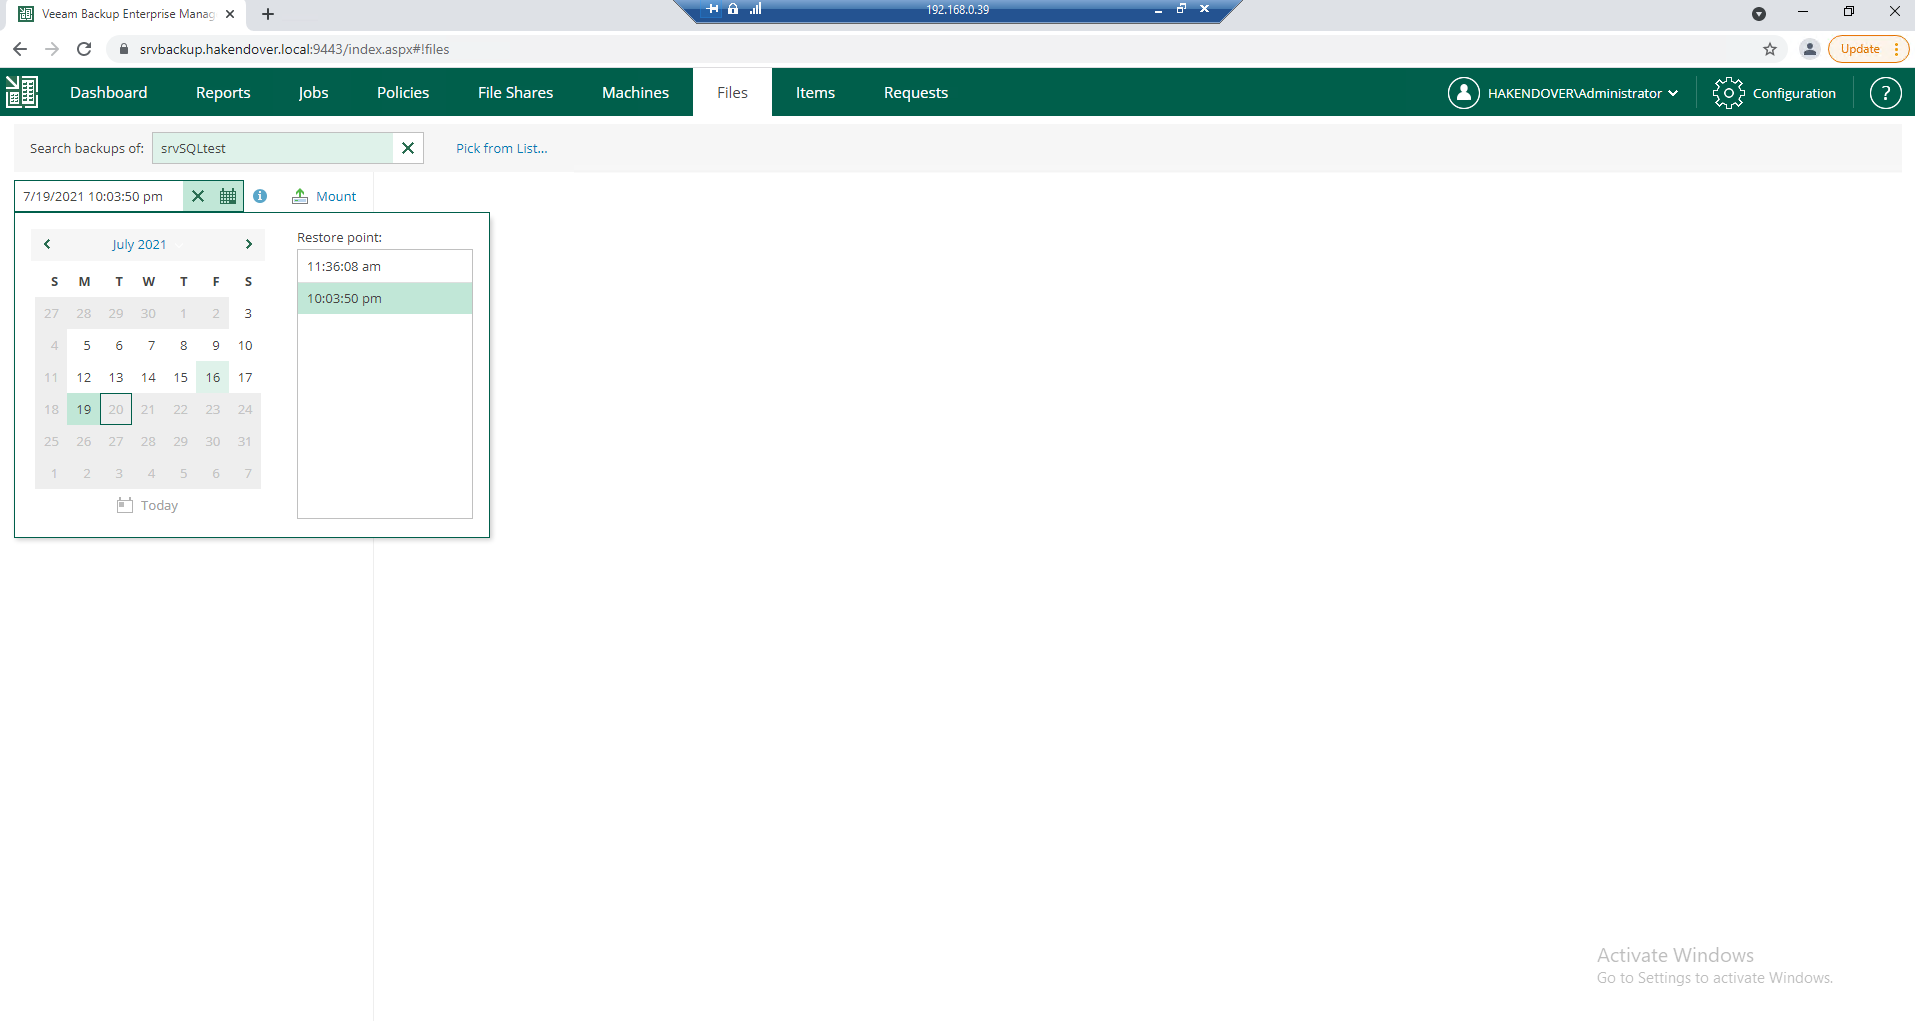 Veeam Backup Enterprise Manag
192.168.0.39
srvbackup.hakendover.local:9443/index.aspx#!files
Update
Dashboard Reports Jobs Policies File Shares Machines Files Items Requests HAKENDOVER\Administrator Configuration ?
Search backups of: srvSQLtest Pick from List...
7/19/2021 10:03:50 pm Mount
July 2021
Restore point:
11:36:08 am
10:03:50 pm
S M T W T F S
27 28 29 30 1 2 3
4 5 6 7 8 9 10
11 12 13 14 15 16 17
18 19 20 21 22 23 24
25 26 27 28 29 30 31
1 2 3 4 5 6 7
Today
Activate Windows
Go to Settings to activate Windows.